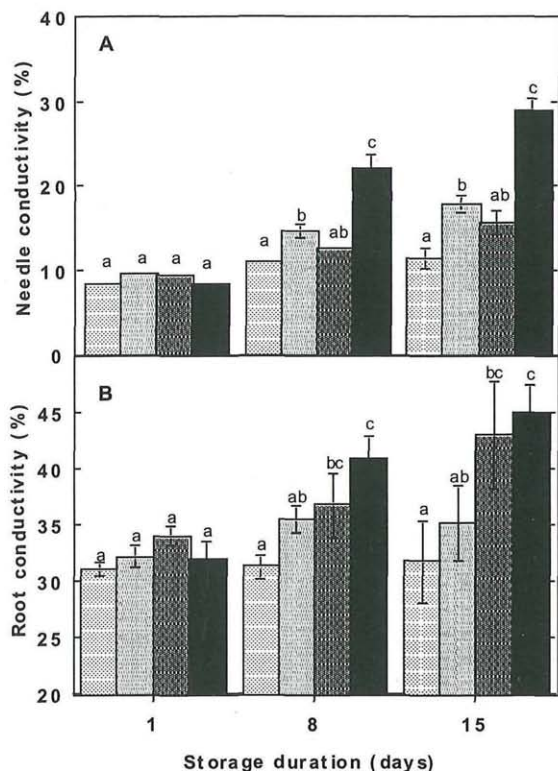 40
A
30
20
10
0
Needle conductivity (%)
a a a a
a b ab c
a b ab c
B
45
40
35
30
25
20
Root conductivity (%)
a a a a
a ab bc c
a ab bc c
1 8 15
Storage duration (days)